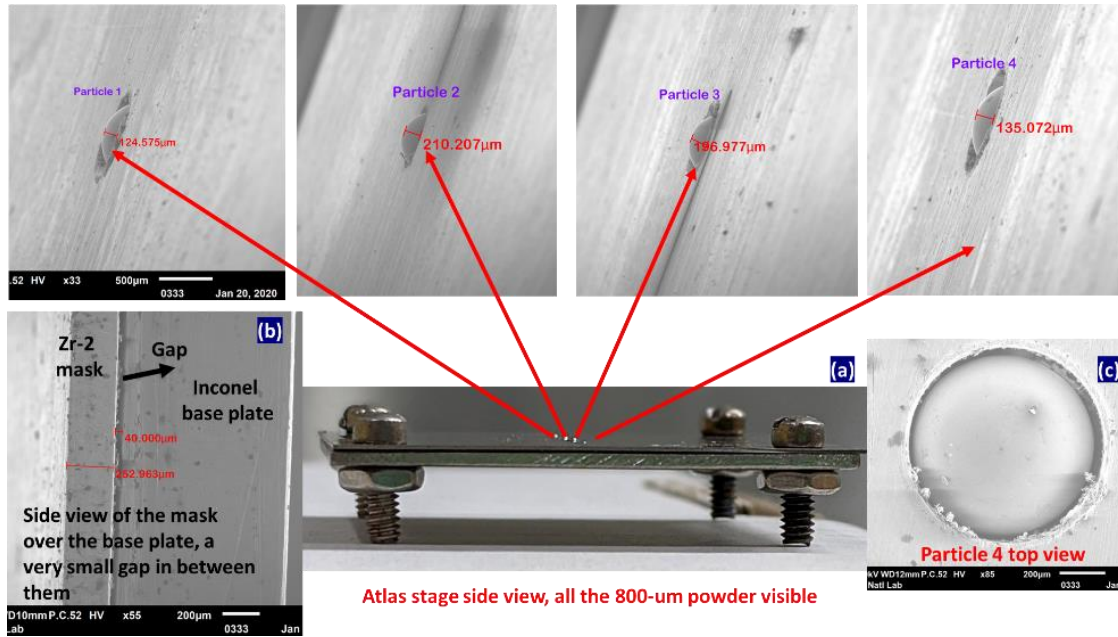 Particle 1
124.575µm
.52 HV x33 500µm
0333 Jan 20, 2020
Particle 2
210.207µm
Particle 3
196.977µm
Particle 4
135.072µm
(b)
Zr-2
mask
Gap
Inconel
base plate
40.000µm
252.963µm
Side view of the mask
over the base plate, a
very small gap in between
them
D10mm P.C.52 HV x55 200µm
Lab 0333 Jan
(a)
Atlas stage side view, all the 800-um powder visible
(c)
Particle 4 top view
kV WD12mm P.C.52 HV x85 200µm
Natl Lab 0333 Jan